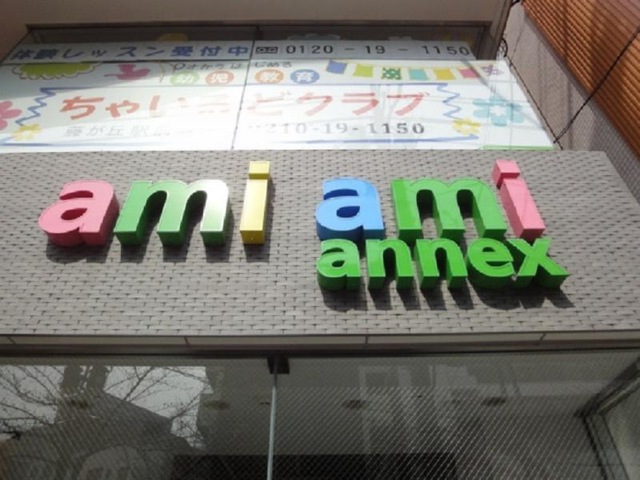 体験レッスン受付中 0120-19-1150
幼児教育
ちゃいるどクラブ
0210-19-1150
ami ami
annex